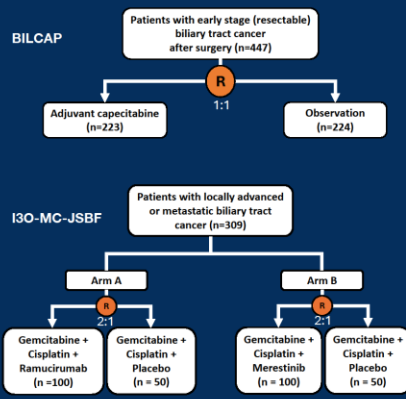 BILCAP
Patients with early stage (resectable)
biliary tract cancer
after surgery (n=447)
R
1:1
Adjuvant capecitabine
(n=223)
Observation
(n=224)
I3O-MC-JSBF
Patients with locally advanced
or metastatic biliary tract
cancer (n=309)
Arm A
Arm B
R
2:1
R
2:1
Gemcitabine +
Cisplatin +
Ramucirumab
(n =100)
Gemcitabine +
Cisplatin +
Placebo
(n = 50)
Gemcitabine +
Cisplatin +
Merestinib
(n = 100)
Gemcitabine +
Cisplatin +
Placebo
(n = 50)